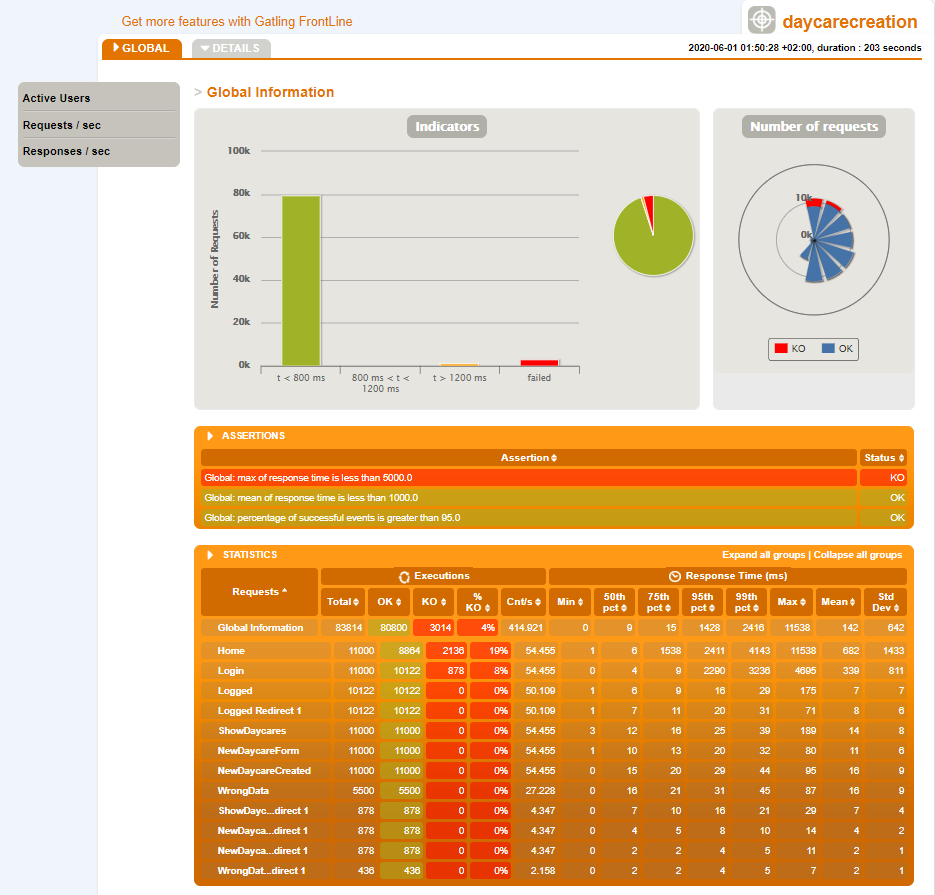 Get more features with Gatling FrontLine
daycarecreation
GLOBAL
DETAILS
2020-06-01 01:50:28 +02:00, duration : 203 seconds
Active Users
Requests / sec
Responses / sec
> Global Information
Indicators
Number of Requests
100k
80k
60k
40k
20k
0k
t < 800 ms
800 ms < t < 1200 ms
t > 1200 ms
failed
Number of requests
10k
0k
KO OK
ASSERTIONS
Assertion Status
Global: max of response time is less than 5000.0 KO
Global: mean of response time is less than 1000.0 OK
Global: percentage of successful events is greater than 95.0 OK
STATISTICS Expand all groups | Collapse all groups
Requests Executions Response Time (ms)
Total OK KO % KO Cnt/s Min 50th pct 75th pct 95th pct 99th pct Max Mean Std Dev
Global Information 83814 80800 3014 4% 414.921 0 9 15 1428 2416 11538 142 642
Home 11000 8864 2136 19% 54.455 1 6 1538 2411 4143 11538 682 1433
Login 11000 10122 878 8% 54.455 0 4 9 2290 3236 4695 339 811
Logged 10122 10122 0 0% 50.109 1 6 9 16 29 175 7 7
Logged Redirect 1 10122 10122 0 0% 50.109 1 7 11 20 31 71 8 6
ShowDaycares 11000 11000 0 0% 54.455 3 12 16 25 39 189 14 8
NewDaycareForm 11000 11000 0 0% 54.455 1 10 13 20 32 80 11 6
NewDaycareCreated 11000 11000 0 0% 54.455 0 15 20 29 44 95 16 9
WrongData 5500 5500 0 0% 27.228 0 16 21 31 45 87 16 9
ShowDayc...direct 1 878 878 0 0% 4.347 0 7 10 16 21 29 7 4
NewDayca...direct 1 878 878 0 0% 4.347 0 4 5 8 10 14 4 2
NewDayca...direct 1 878 878 0 0% 4.347 0 2 2 4 5 11 2 1
WrongDat...direct 1 436 436 0 0% 2.158 0 2 2 4 5 7 2 1